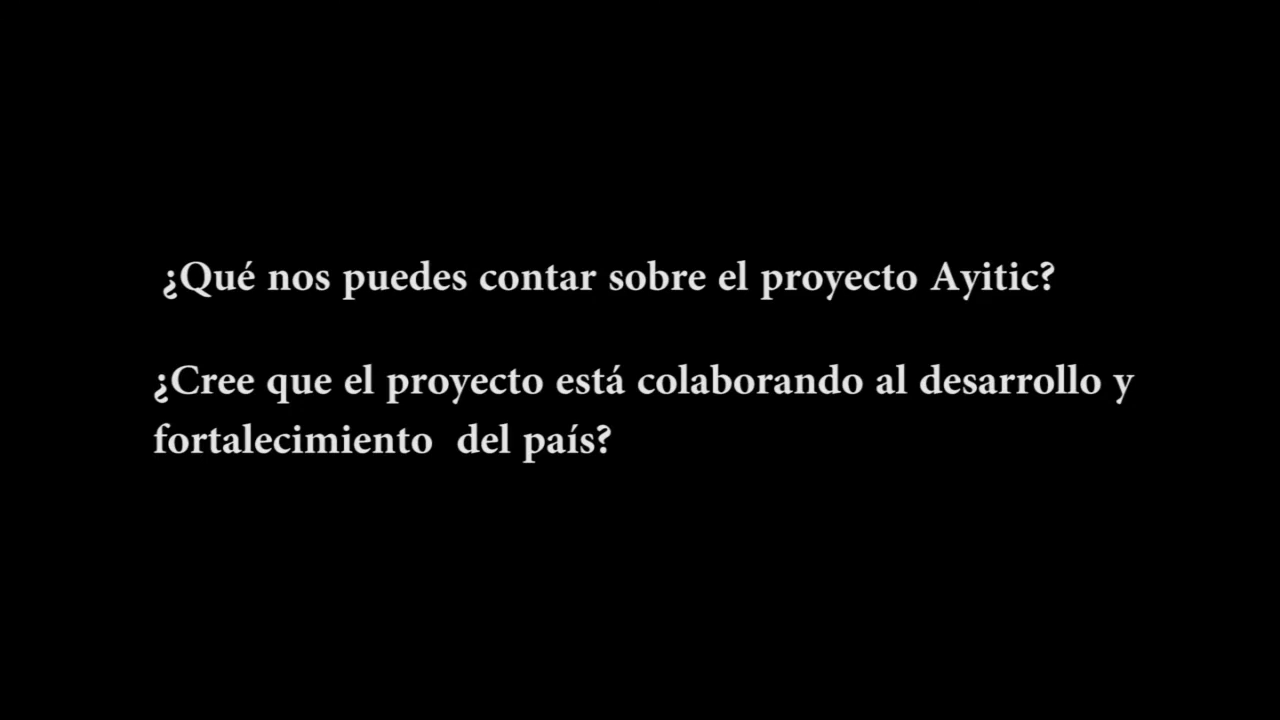 ¿Qué nos puedes contar sobre el proyecto Ayitic?
¿Cree que el proyecto está colaborando al desarrollo y
fortalecimiento  del país?